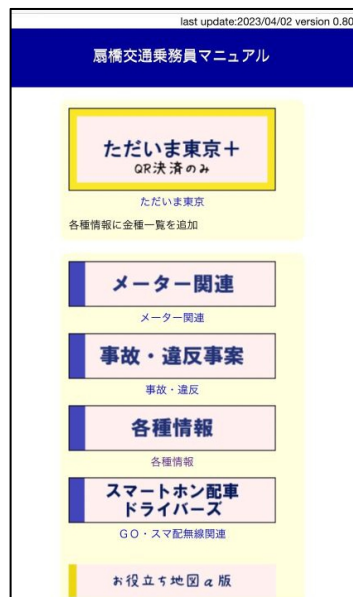 last update:2023/04/02 version 0.80
扇橋交通乗務員マニュアル
ただいま東京＋
QR決済のみ
ただいま東京
各種情報に金種一覧を追加
メーター関連
メーター関連
事故・違反事案
事故・違反
各種情報
各種情報
スマートホン配車
ドライバーズ
ＧＯ・スマ配無線関連
お役立ち地図α版